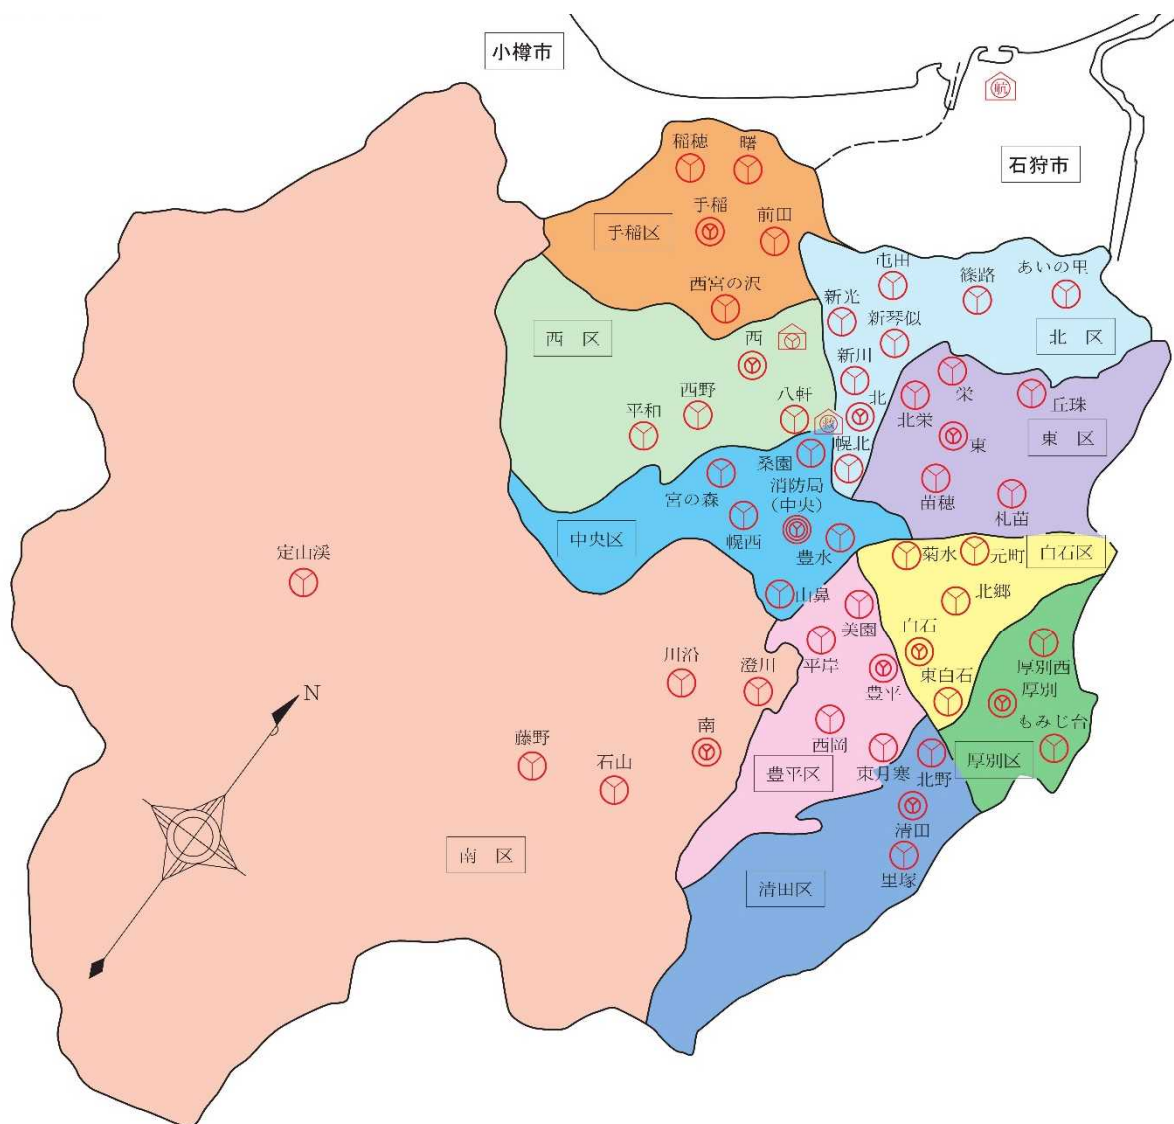 小樽市
航
石狩市
稲穂
曙
手稲
前田
手稲区
西宮の沢
屯田
篠路
あいの里
新光
新琴似
北区
西区
西
新川
西野
八軒
平和
北
幌北
栄
北栄
丘珠
東区
東
苗穂
札苗
桑園
宮の森
消防局
(中央)
幌西
豊水
中央区
山鼻
菊水
元町
白石区
北郷
白石
東白石
定山渓
美園
平岸
豊平
厚別西
厚別
もみじ台
厚別区
川沿
澄川
南
藤野
石山
西岡
東月寒
豊平区
北野
清田
里塚
清田区
南区
N